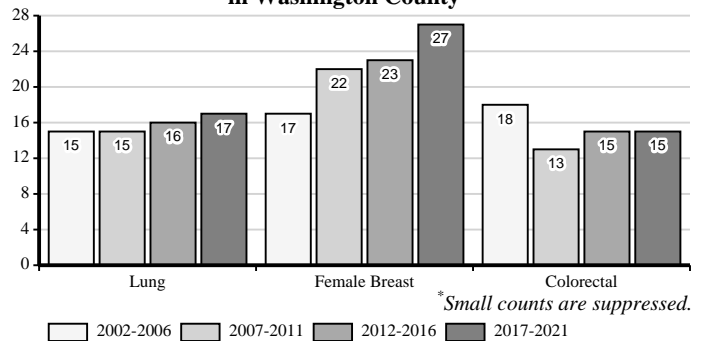 in Washington County
28
24
20
16
12
8
4
0
15 15 16 17
17 22 23 27
18 13 15 15
Lung Female Breast Colorectal
*Small counts are suppressed.
2002-2006 2007-2011 2012-2016 2017-2021